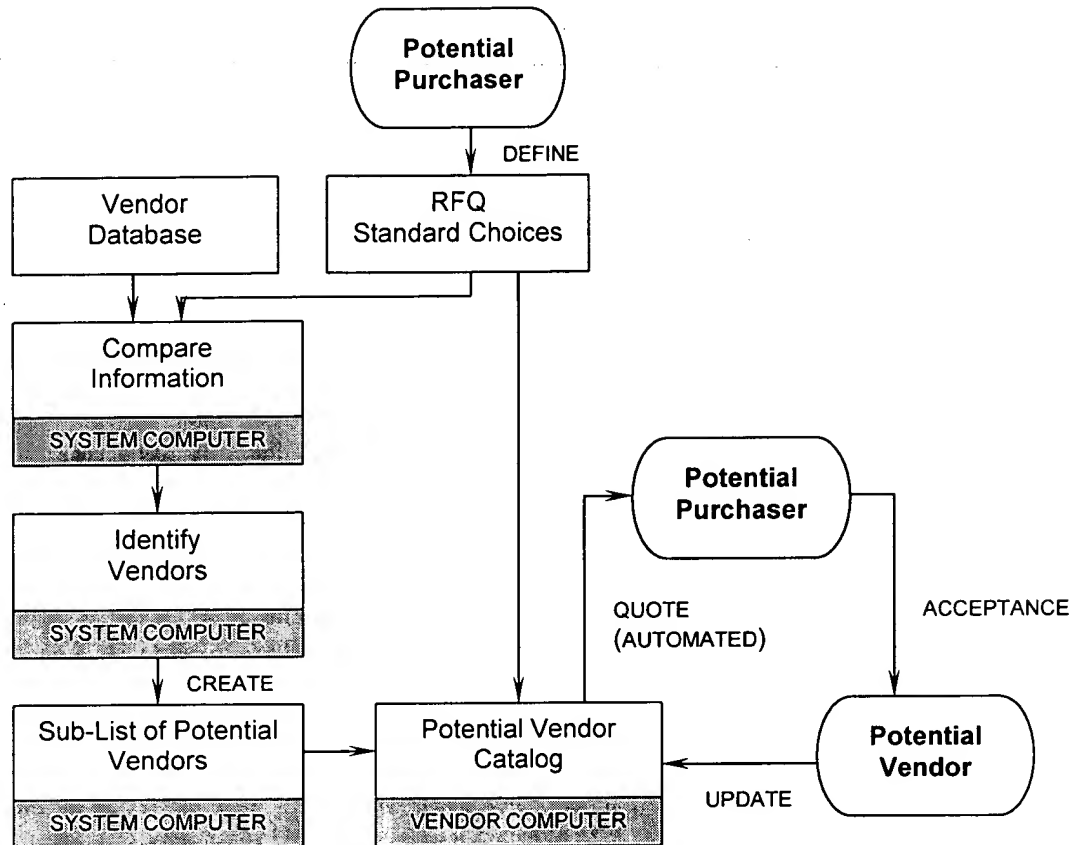 Potential
Purchaser
DEFINE
Vendor
Database
RFQ
Standard Choices
Compare
Information
SYSTEM COMPUTER
Identify
Vendors
SYSTEM COMPUTER
CREATE
Sub-List of Potential
Vendors
SYSTEM COMPUTER
Potential Vendor
Catalog
VENDOR COMPUTER
QUOTE
(AUTOMATED)
Potential
Purchaser
ACCEPTANCE
Potential
Vendor
UPDATE